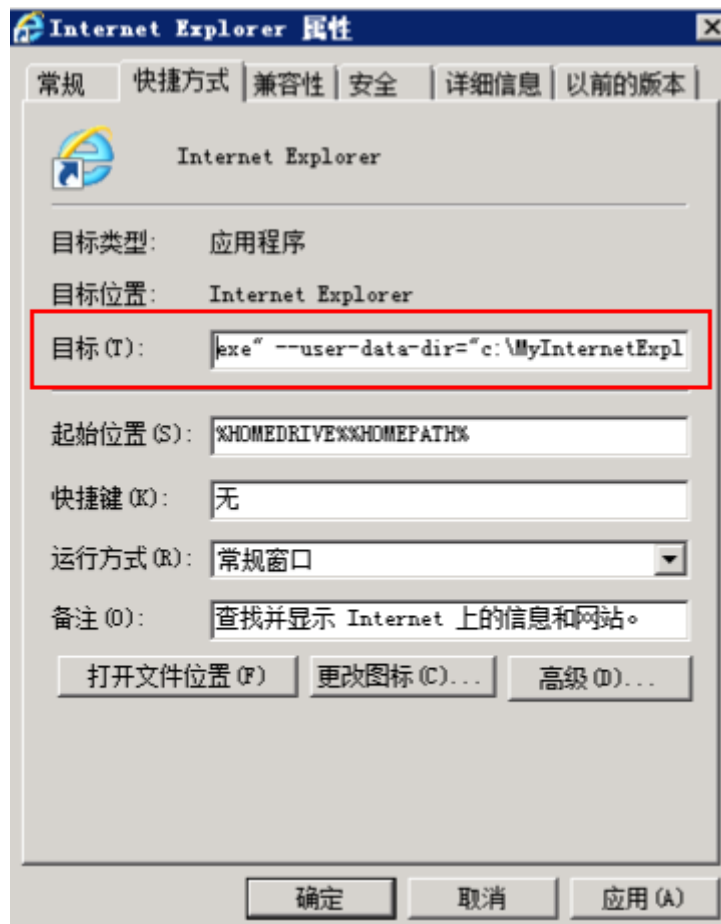 Internet Explorer 属性
常规 快捷方式 兼容性 安全 详细信息 以前的版本
Internet Explorer
目标类型: 应用程序
目标位置: Internet Explorer
目标(T): exe" --user-data-dir="c:\MyInternetExpl
起始位置(S): %HOMEDRIVE%%HOMEPATH%
快捷键(K): 无
运行方式(R): 常规窗口
备注(O): 查找并显示 Internet 上的信息和网站。
打开文件位置(F) 更改图标(C)... 高级(D)...
确定 取消 应用(A)